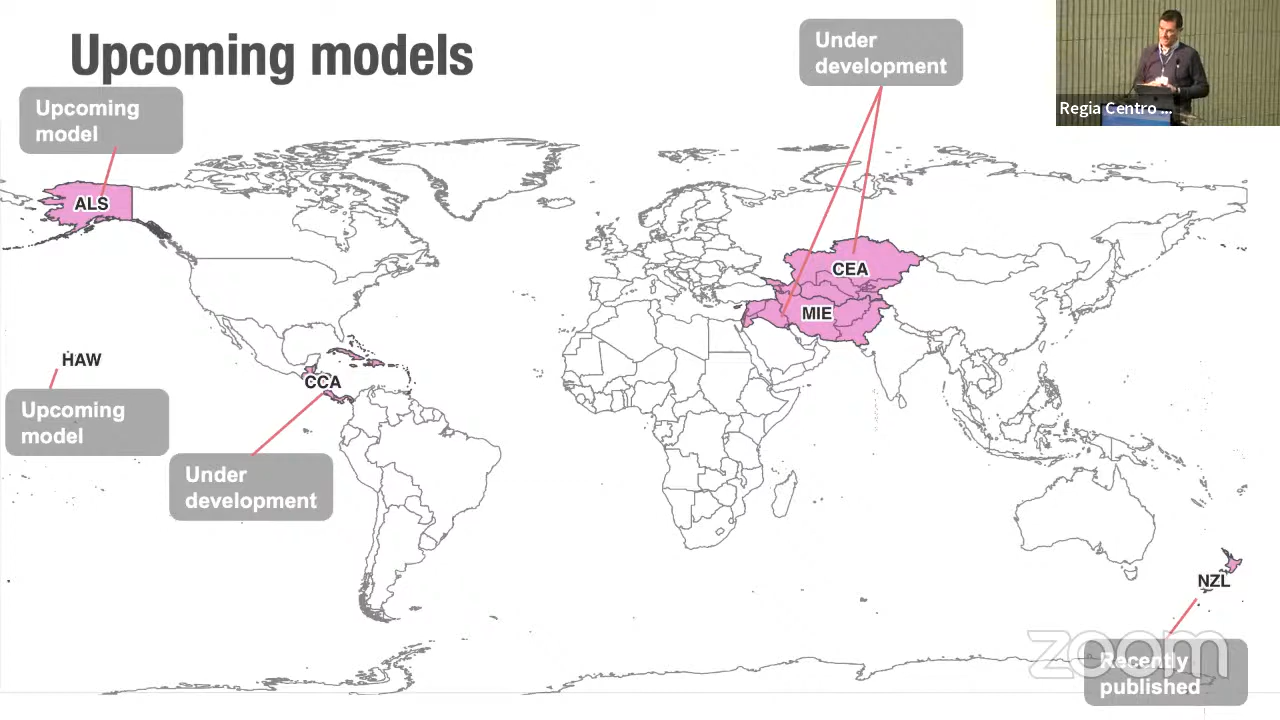 Upcoming models
Under
development
Regia Centro ...
Upcoming
model
ALS
CEA
MIE
HAW
CCA
Upcoming
model
Under
development
NZL
zoom
Recently
published